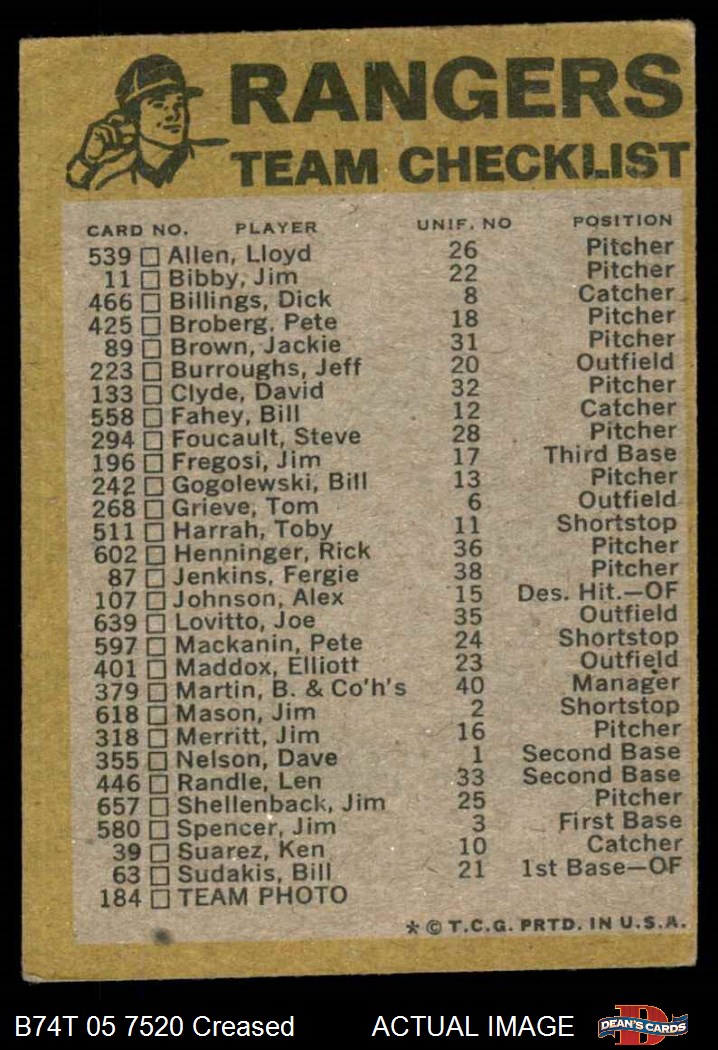 RANGERS
TEAM CHECKLIST
CARD NO. PLAYER UNIF. NO POSITION
539 Allen, Lloyd 26 Pitcher
11 Bibby, Jim 22 Pitcher
466 Billings, Dick 8 Catcher
425 Broberg, Pete 18 Pitcher
89 Brown, Jackie 31 Pitcher
223 Burroughs, Jeff 20 Outfield
133 Clyde, David 32 Pitcher
558 Fahey, Bill 12 Catcher
294 Foucault, Steve 28 Pitcher
196 Fregosi, Jim 17 Third Base
242 Gogolewski, Bill 13 Pitcher
268 Grieve, Tom 6 Outfield
511 Harrah, Toby 11 Shortstop
602 Henninger, Rick 36 Pitcher
87 Jenkins, Fergie 38 Pitcher
107 Johnson, Alex 15 Des. Hit.—OF
639 Lovitto, Joe 35 Outfield
597 Mackanin, Pete 24 Shortstop
401 Maddox, Elliott 23 Outfield
379 Martin, B. & Co'h's 40 Manager
618 Mason, Jim 2 Shortstop
318 Merritt, Jim 16 Pitcher
355 Nelson, Dave 1 Second Base
446 Randle, Len 33 Second Base
657 Shellenback, Jim 25 Pitcher
580 Spencer, Jim 3 First Base
39 Suarez, Ken 10 Catcher
63 Sudakis, Bill 21 1st Base—OF
184 TEAM PHOTO
* © T.C.G. PRTD. IN U.S.A.
B74T 05 7520 Creased ACTUAL IMAGE
D
DEAN'S CARDS